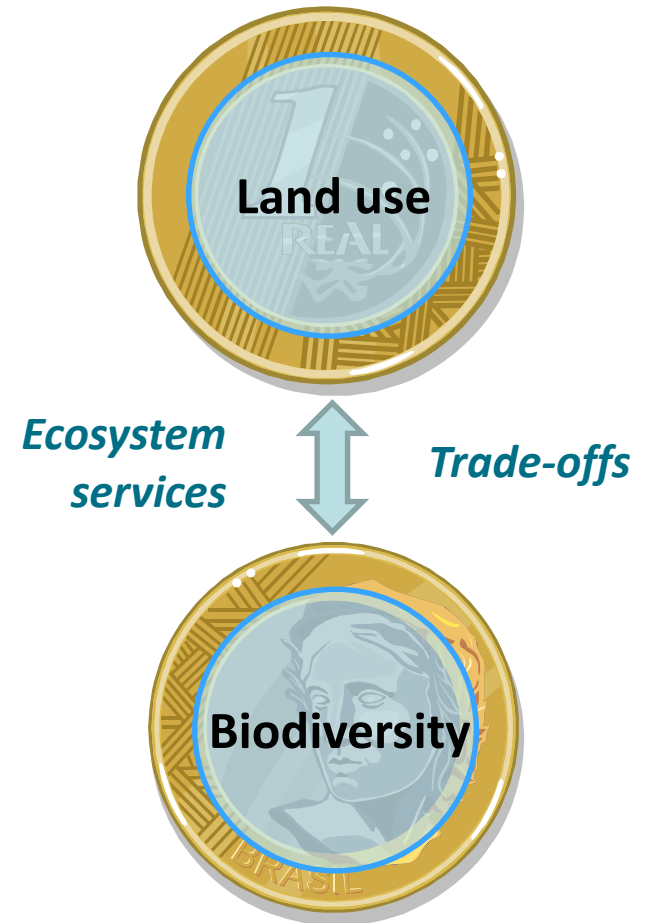 1
Land use
REAL
Ecosystem
services
Trade-offs
Biodiversity
BRASIL